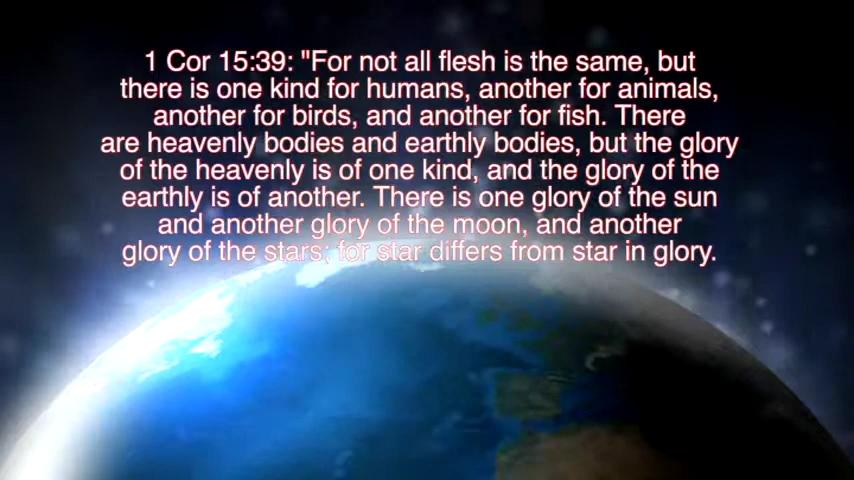 1 Cor 15:39: "For not all flesh is the same, but
there is one kind for humans, another for animals,
another for birds, and another for fish. There
are heavenly bodies and earthly bodies, but the glory
of the heavenly is of one kind, and the glory of the
earthly is of another. There is one glory of the sun
and another glory of the moon, and another
glory of the stars; for star differs from star in glory.